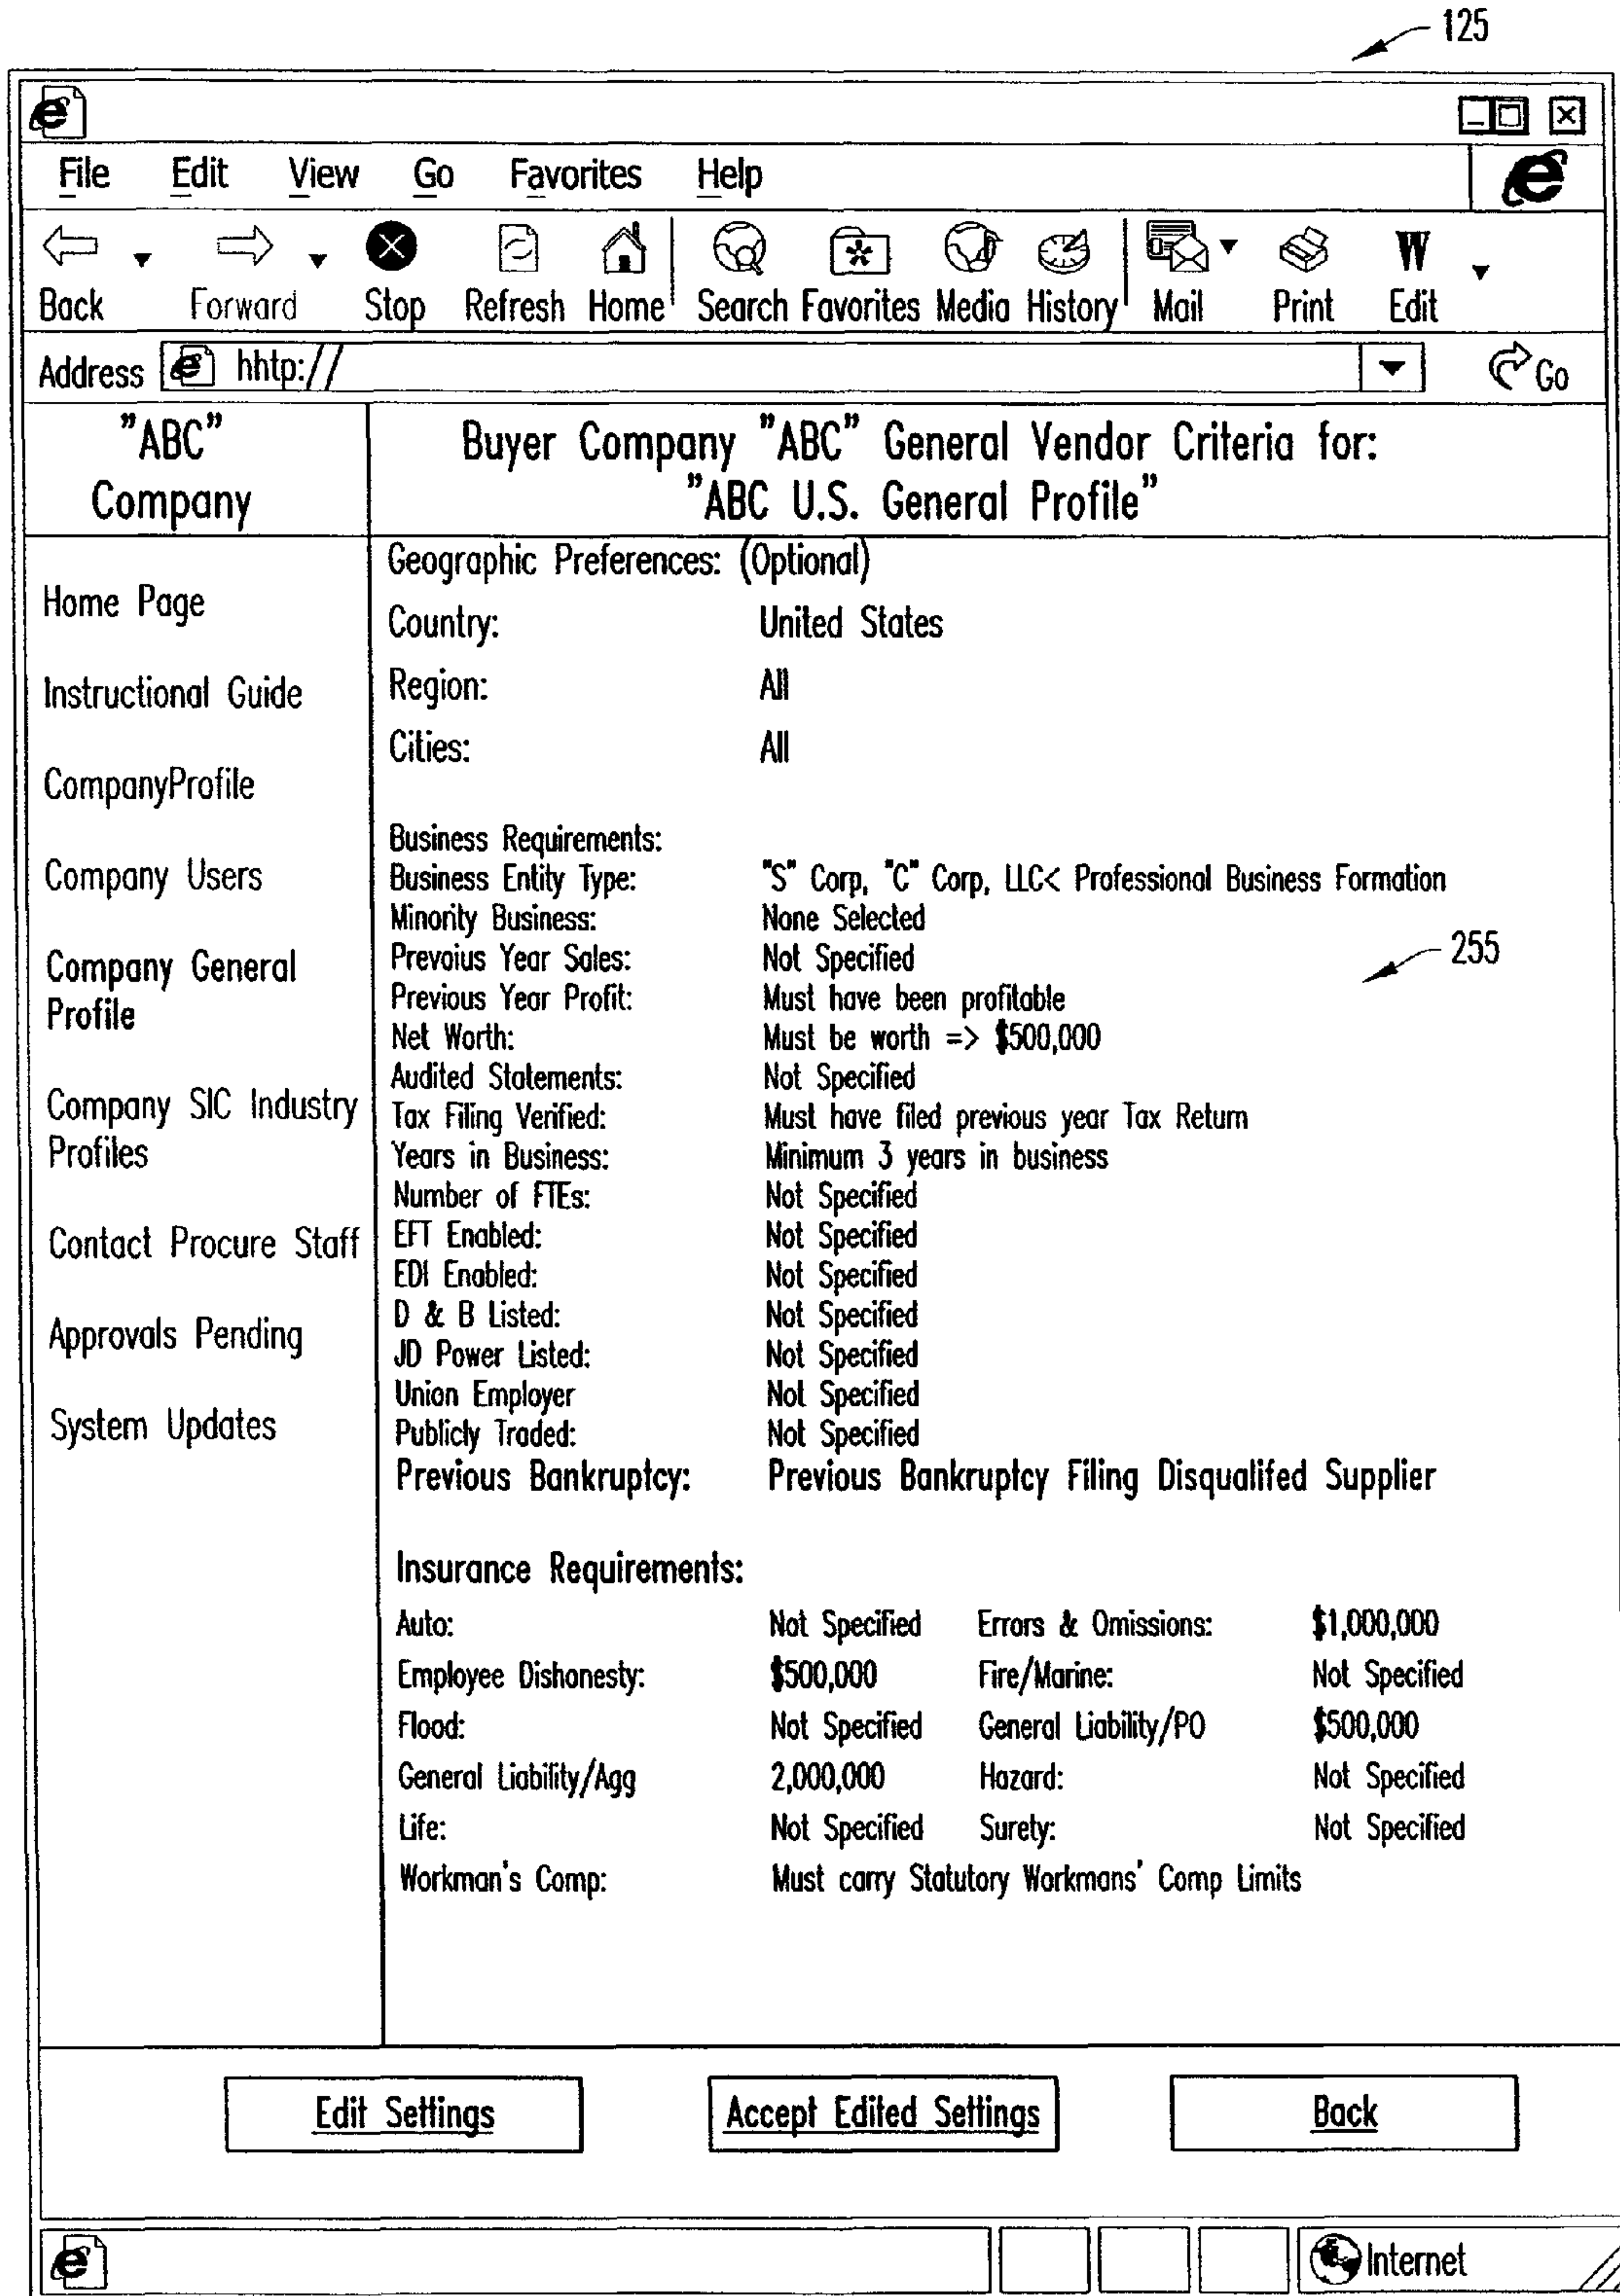 125
File Edit View Go Favorites Help
Back Forward Stop Refresh Home Search Favorites Media History Mail Print Edit
Address hhtp:// Go
"ABC"
Company
Buyer Company "ABC" General Vendor Criteria for:
"ABC U.S. General Profile"
Home Page
Instructional Guide
CompanyProfile
Company Users
Company General
Profile
Company SIC Industry
Profiles
Contact Procure Staff
Approvals Pending
System Updates
Geographic Preferences: (Optional)
Country: United States
Region: All
Cities: All
Business Requirements:
Business Entity Type: "S" Corp, "C" Corp, LLC< Professional Business Formation
Minority Business: None Selected
Prevoius Year Sales: Not Specified
255
Previous Year Profit: Must have been profitable
Net Worth: Must be worth => $500,000
Audited Statements: Not Specified
Tax Filing Verified: Must have filed previous year Tax Return
Years in Business: Minimum 3 years in business
Number of FTEs: Not Specified
EFT Enabled: Not Specified
EDI Enabled: Not Specified
D & B Listed: Not Specified
JD Power Listed: Not Specified
Union Employer Not Specified
Publicly Traded: Not Specified
Previous Bankruptcy: Previous Bankruptcy Filing Disqualifed Supplier
Insurance Requirements:
Auto: Not Specified Errors & Omissions: $1,000,000
Employee Dishonesty: $500,000 Fire/Marine: Not Specified
Flood: Not Specified General Liability/PO $500,000
General Liability/Agg 2,000,000 Hazard: Not Specified
Life: Not Specified Surety: Not Specified
Workman's Comp: Must carry Statutory Workmans' Comp Limits
Edit Settings Accept Edited Settings Back
Internet